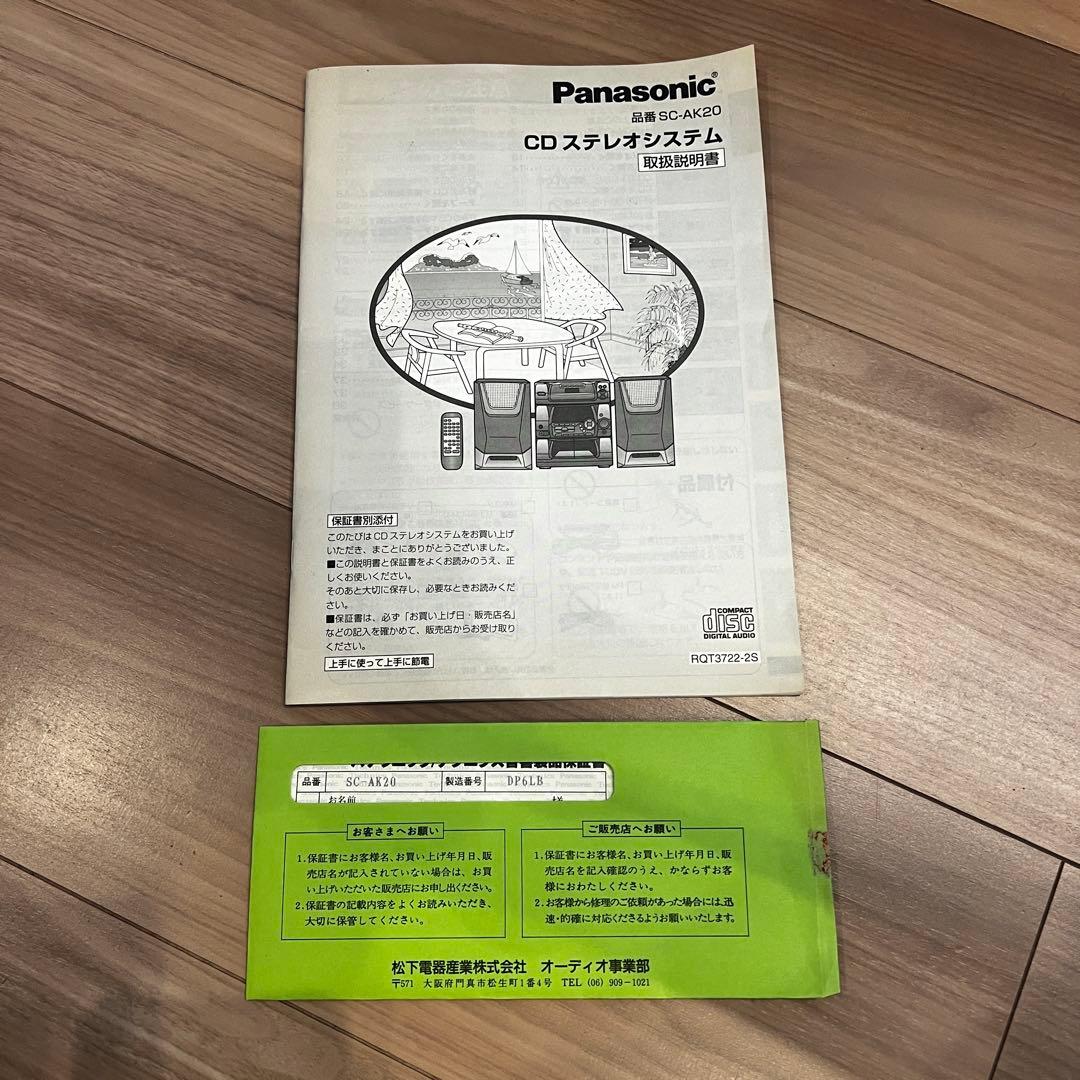 Panasonic®
品番 SC-AK20
CD ステレオシステム
取扱説明書
保証書別添付
このたびは CD ステレオシステムをお買い上げ
いただき、まことにありがとうございました。
■この説明書と保証書をよくお読みのうえ、正
しくお使いください。
そのあと大切に保存し、必要なときお読みくだ
さい。
■保証書は、必ず「お買い上げ日・販売店名」
などの記入を確かめて、販売店からお受け取り
ください。
上手に使って上手に節電
COMPACT
disc
DIGITAL AUDIO
RQT3722-2S
品番 SC-AK20 製造番号 DP6LB
お名前 様
お客さまへお願い
1.保証書にお客様名、お買い上げ年月日、販
売店名が記入されていない場合は、お買
い上げいただいた販売店にお申し出ください。
2.保証書の記載内容をよくお読みいただき、
大切に保管してください。
ご販売店へお願い
1.保証書にお客様名、お買い上げ年月日、販
売店名を記入確認のうえ、かならずお客
様におわたしください。
2.お客様から修理のご依頼があった場合には、迅
速・的確に対応くださるようお願いいたします。
松下電器産業株式会社 オーディオ事業部
〒571 大阪府門真市松生町1番4号 TEL (06) 909-1021